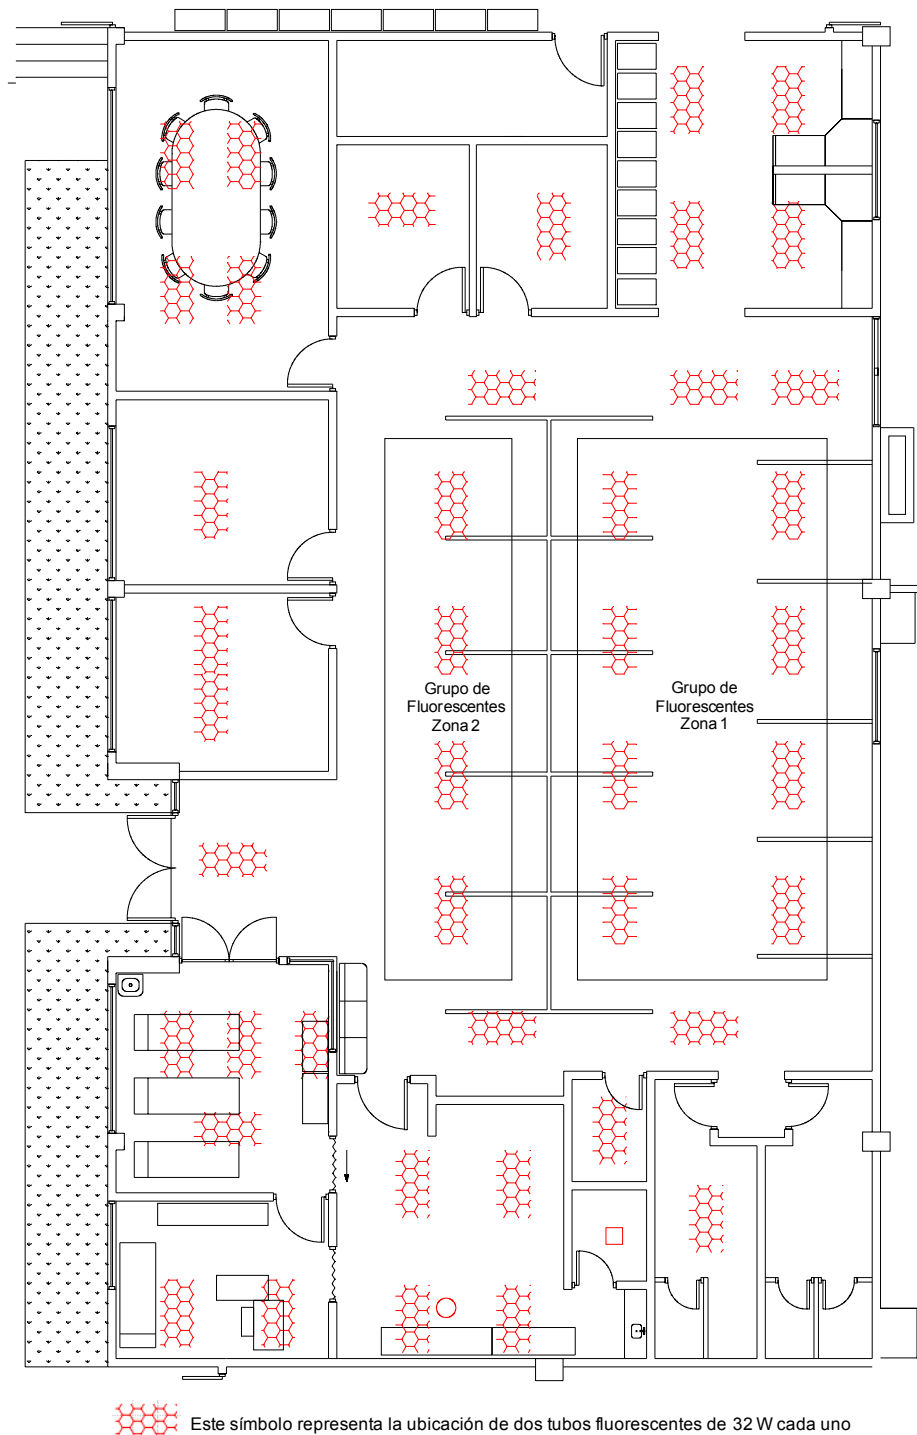 Grupo de
Fluorescentes
Zona 2
Grupo de
Fluorescentes
Zona 1
Este símbolo representa la ubicación de dos tubos fluorescentes de 32 W cada uno